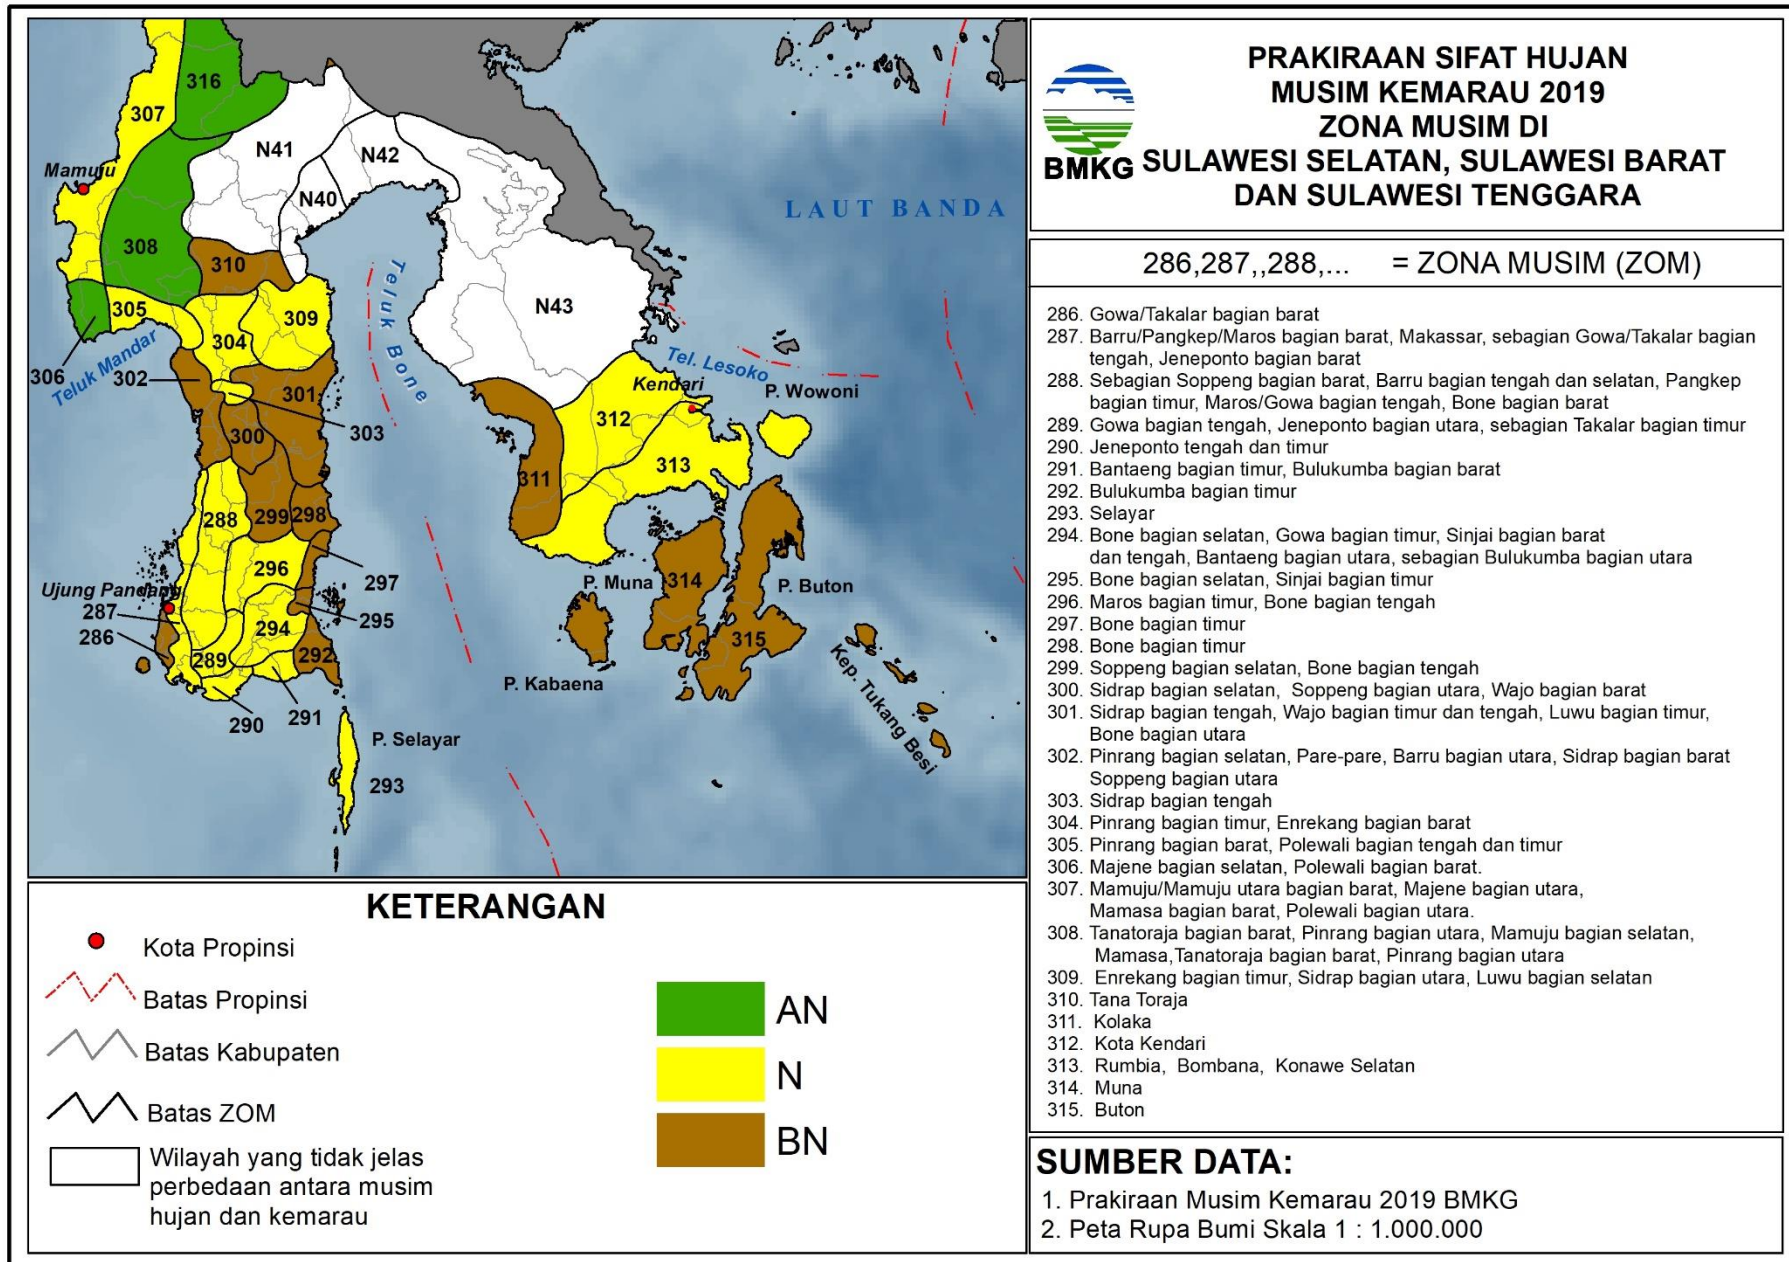 PRAKIRAAN SIFAT HUJAN
MUSIM KEMARAU 2019
ZONA MUSIM DI
SULAWESI SELATAN, SULAWESI BARAT
DAN SULAWESI TENGGARA
BMKG
286,287,,288,... = ZONA MUSIM (ZOM)
286. Gowa/Takalar bagian barat
287. Barru/Pangkep/Maros bagian barat, Makassar, sebagian Gowa/Takalar bagian
tengah, Jeneponto bagian barat
288. Sebagian Soppeng bagian barat, Barru bagian tengah dan selatan, Pangkep
bagian timur, Maros/Gowa bagian tengah, Bone bagian barat
289. Gowa bagian tengah, Jeneponto bagian utara, sebagian Takalar bagian timur
290. Jeneponto tengah dan timur
291. Bantaeng bagian timur, Bulukumba bagian barat
292. Bulukumba bagian timur
293. Selayar
294. Bone bagian selatan, Gowa bagian timur, Sinjai bagian barat
dan tengah, Bantaeng bagian utara, sebagian Bulukumba bagian utara
295. Bone bagian selatan, Sinjai bagian timur
296. Maros bagian timur, Bone bagian tengah
297. Bone bagian timur
298. Bone bagian timur
299. Soppeng bagian selatan, Bone bagian tengah
300. Sidrap bagian selatan, Soppeng bagian utara, Wajo bagian barat
301. Sidrap bagian tengah, Wajo bagian timur dan tengah, Luwu bagian timur,
Bone bagian utara
302. Pinrang bagian selatan, Pare-pare, Barru bagian utara, Sidrap bagian barat
Soppeng bagian utara
303. Sidrap bagian tengah
304. Pinrang bagian timur, Enrekang bagian barat
305. Pinrang bagian barat, Polewali bagian tengah dan timur
306. Majene bagian selatan, Polewali bagian barat.
307. Mamuju/Mamuju utara bagian barat, Majene bagian utara,
Mamasa bagian barat, Polewali bagian utara.
308. Tanatoraja bagian barat, Pinrang bagian utara, Mamuju bagian selatan,
Mamasa,Tanatoraja bagian barat, Pinrang bagian utara
309. Enrekang bagian timur, Sidrap bagian utara, Luwu bagian selatan
310. Tana Toraja
311. Kolaka
312. Kota Kendari
313. Rumbia, Bombana, Konawe Selatan
314. Muna
315. Buton
SUMBER DATA:
1. Prakiraan Musim Kemarau 2019 BMKG
2. Peta Rupa Bumi Skala 1 : 1.000.000
316
307
N41
N42
Mamuju
N40
LAUT BANDA
308
310
Teluk Bone
N43
305
309
304
306
302
Teluk Mandar
Tel. Lesoko
Kendari
P. Wowoni
301
312
303
300
313
311
288
299
298
296
297
P. Muna
314
P. Buton
Ujung Pandang
287
295
286
294
315
289
292
Kep. Tukang Besi
P. Kabaena
290
291
P. Selayar
293
KETERANGAN
Kota Propinsi
Batas Propinsi
Batas Kabupaten
Batas ZOM
Wilayah yang tidak jelas
perbedaan antara musim
hujan dan kemarau
AN
N
BN